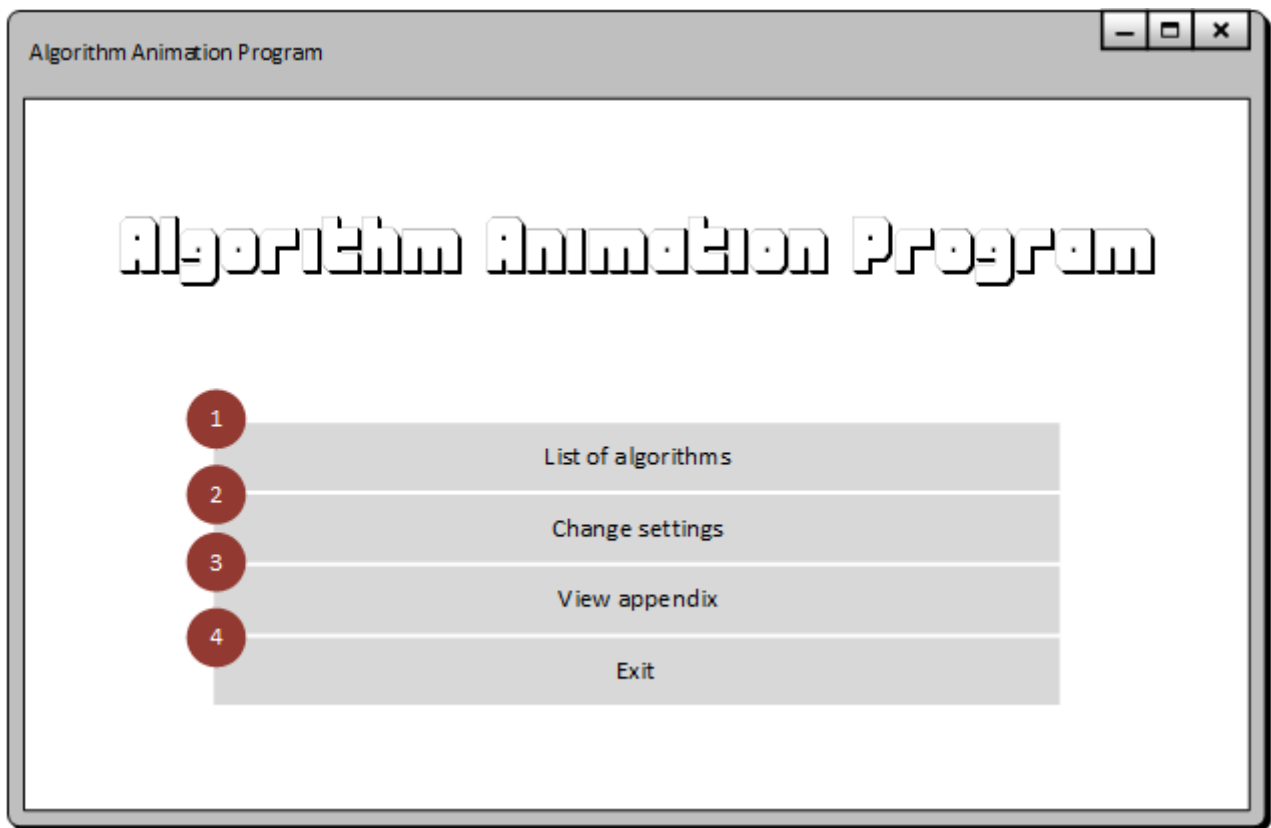 Algorithm Animation Program
Algorithm Animation Program
1
List of algorithms
2
Change settings
3
View appendix
4
Exit